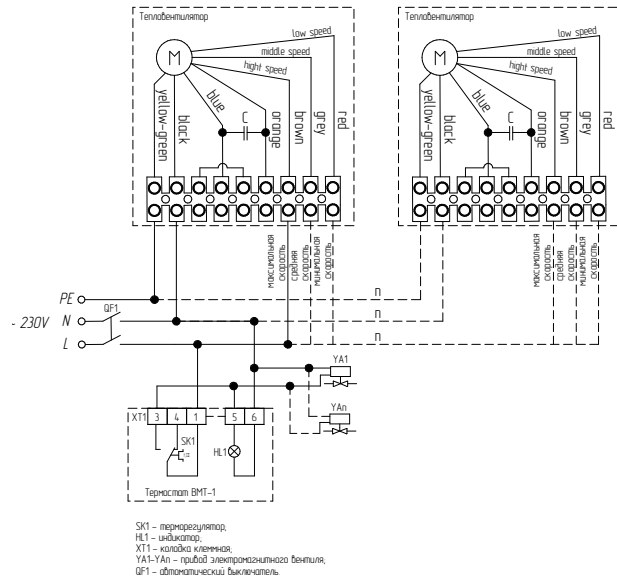 Тепловентилятор
Тепловентилятор
low speed
middle speed
hight speed
M
yellow-green
black
blue
C
orange
brown
grey
red
low speed
middle speed
hight speed
M
yellow-green
black
blue
C
orange
brown
grey
red
максимальная скорость
средняя скорость
минимальная скорость
максимальная скорость
средняя скорость
минимальная скорость
PE
n
~ 230V
N
QF1
n
L
n
YA1
YAn
XT1
3
4
1
5
6
SK1
HL1
Термостат ВМТ-1
SK1 - терморегулятор;
HL1 - индикатор;
XT1 - колодка клеммная;
YA1-YAn - привод электромагнитного вентиля;
QF1 - автоматический выключатель.